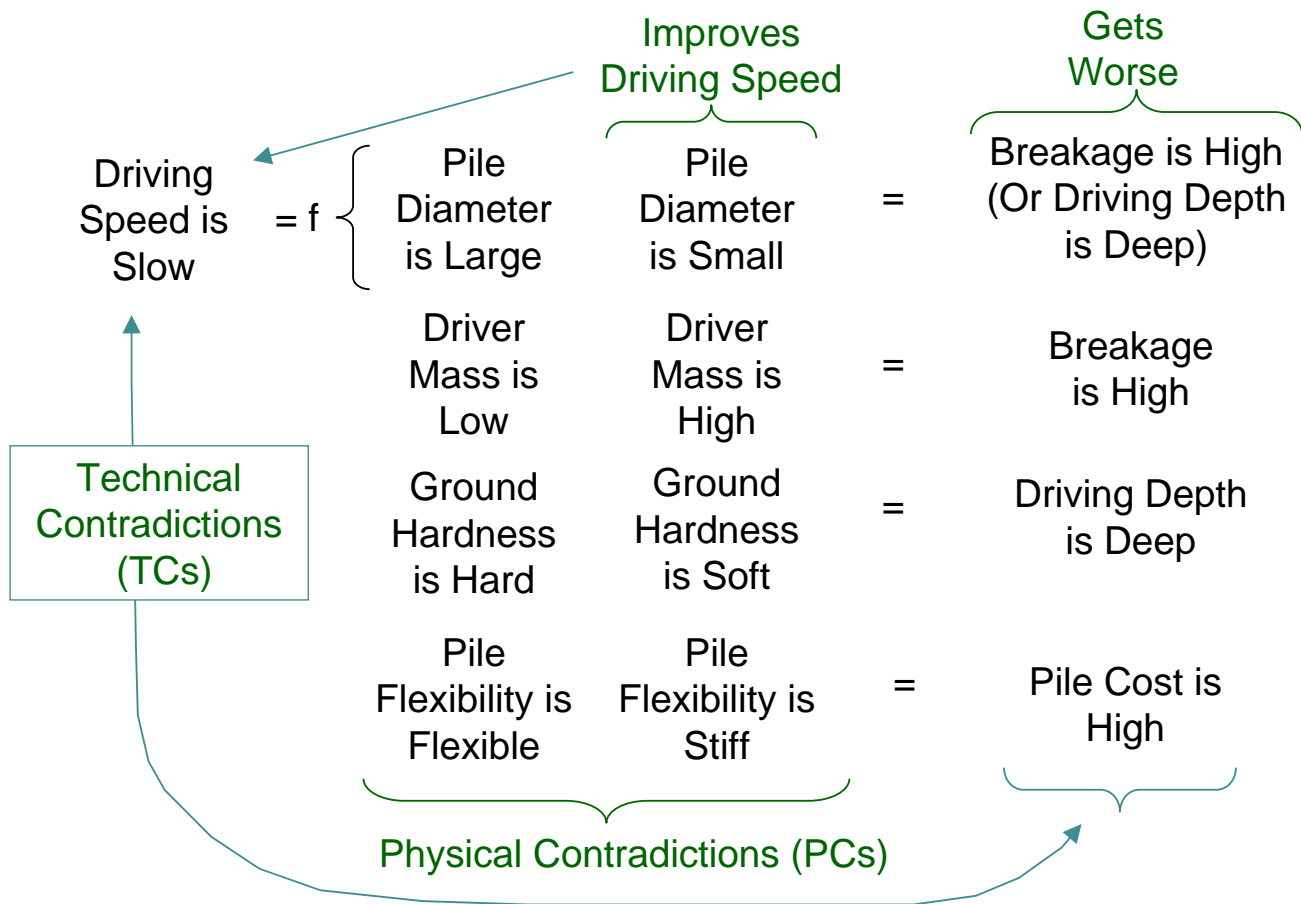 Improves
Driving Speed
Gets
Worse
Driving
Speed is
Slow
= f
Pile
Diameter
is Large
Pile
Diameter
is Small
=
Breakage is High
(Or Driving Depth
is Deep)
Driver
Mass is
Low
Driver
Mass is
High
=
Breakage
is High
Technical
Contradictions
(TCs)
Ground
Hardness
is Hard
Ground
Hardness
is Soft
=
Driving Depth
is Deep
Pile
Flexibility is
Flexible
Pile
Flexibility is
Stiff
=
Pile Cost is
High
Physical Contradictions (PCs)